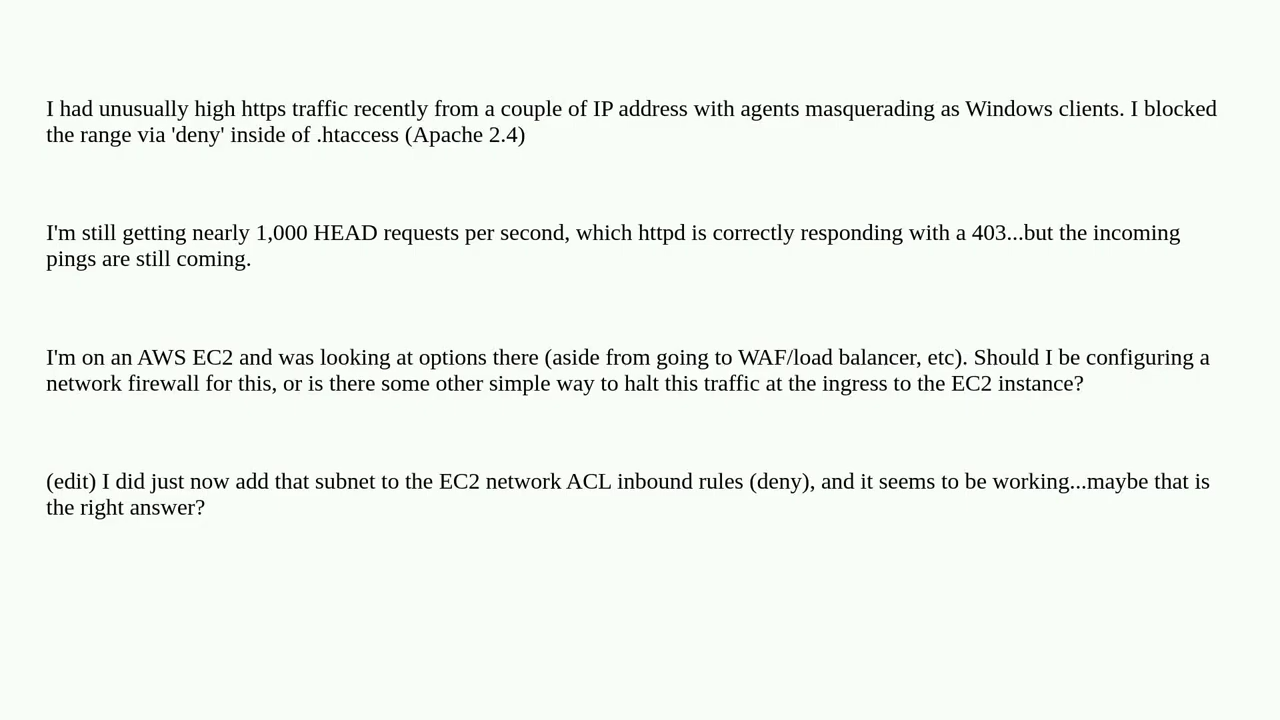 I had unusually high https traffic recently from a couple of IP address with agents masquerading as Windows clients. I blocked
the range via 'deny' inside of .htaccess (Apache 2.4)
I'm still getting nearly 1,000 HEAD requests per second, which httpd is correctly responding with a 403...but the incoming
pings are still coming.
I'm on an AWS EC2 and was looking at options there (aside from going to WAF/load balancer, etc). Should I be configuring a
network firewall for this, or is there some other simple way to halt this traffic at the ingress to the EC2 instance?
(edit) I did just now add that subnet to the EC2 network ACL inbound rules (deny), and it seems to be working...maybe that is
the right answer?